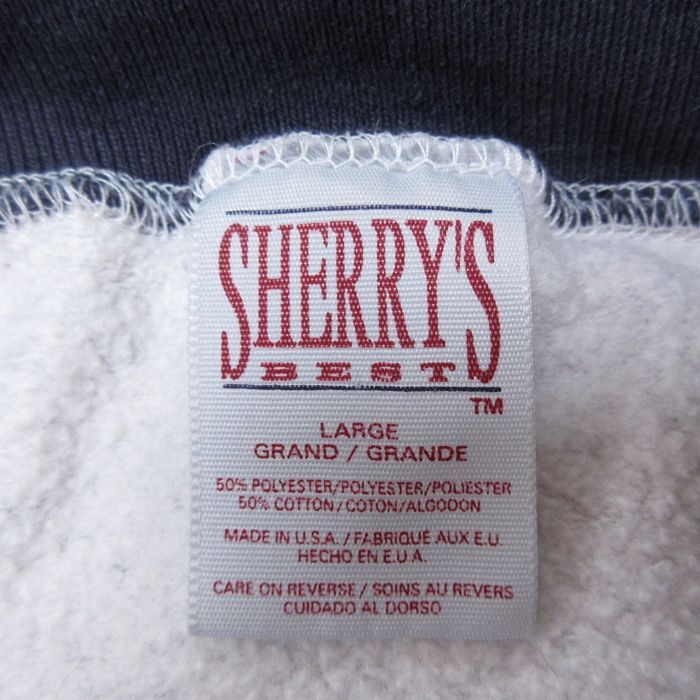 SHERRY'S
BEST
TM
LARGE
GRAND / GRANDE
50% POLYESTER/POLYESTER/POLIESTER
50% COTTON/COTON/ALGODON
MADE IN U.S.A. / FABRIQUÉ AUX E.U.
HECHO EN E.U.A.
CARE ON REVERSE / SOINS AU REVERS
CUIDADO AL DORSO